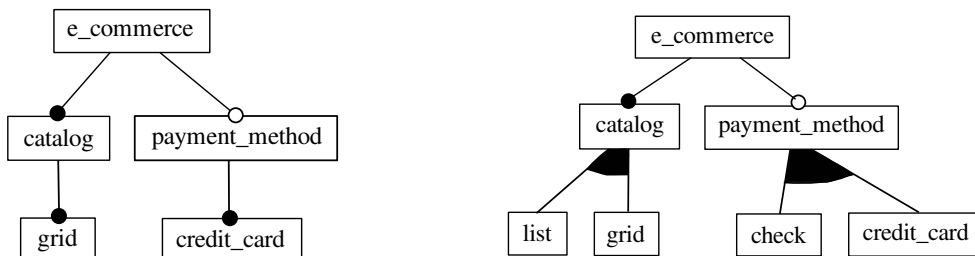 e_commerce
catalog
payment_method
grid
credit_card
e_commerce
catalog
payment_method
list
grid
check
credit_card